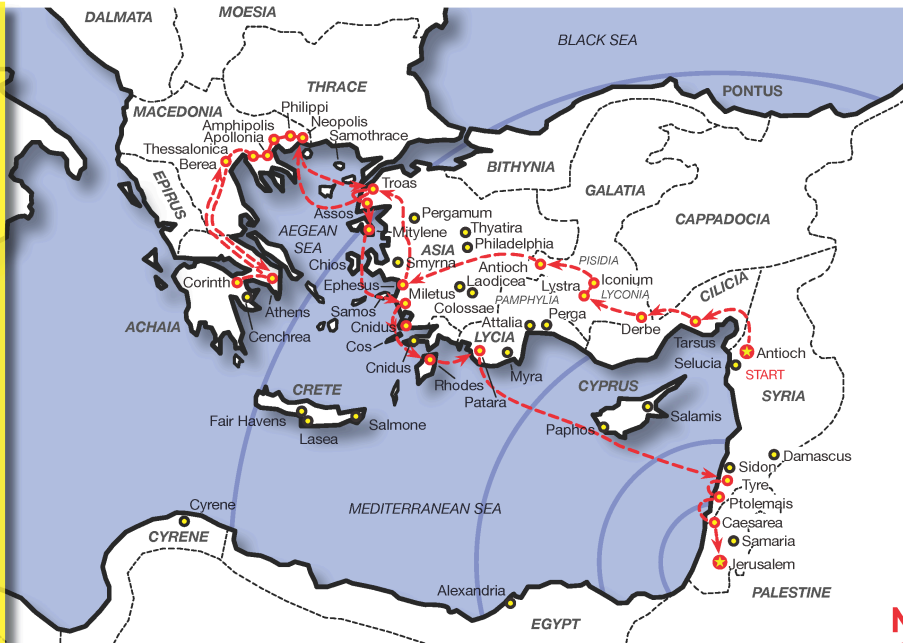 DALMATA
MOESIA
BLACK SEA
THRACE
PONTUS
MACEDONIA
Philippi
Neopolis
Amphipolis
Samothrace
Apollonia
Thessalonica
Berea
BITHYNIA
EPIRUS
Troas
GALATIA
Assos
Pergamum
CAPPADOCIA
AEGEAN
SEA
Mitylene
Thyatira
ASIA
Philadelphia
Chios
Smyrna
Antioch
PISIDIA
Laodicea
Iconium
Corinth
Ephesus
Lystra
LYCONIA
CILICIA
Miletus
PAMPHYLIA
Colossae
Samos
Athens
Perga
ACHAIA
Cnidus
Attalia
Derbe
Cenchrea
LYCIA
Tarsus
Cos
Antioch
Selucia
Cnidus
START
Myra
Rhodes
CRETE
CYPRUS
SYRIA
Patara
Salamis
Fair Havens
Salmone
Paphos
Lasea
Damascus
Sidon
Tyre
Cyrene
MEDITERRANEAN SEA
Ptolemais
Caesarea
CYRENE
Samaria
Jerusalem
Alexandria
PALESTINE
EGYPT
N